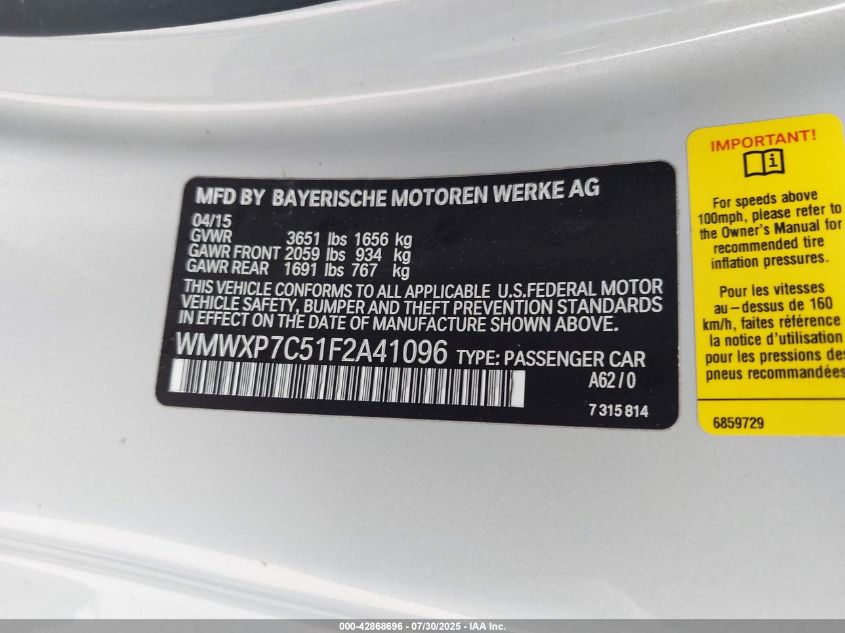 MFD BY BAYERISCHE MOTOREN WERKE AG
04/15
GVWR 3651 lbs 1656 kg
GAWR FRONT 2059 lbs 934 kg
GAWR REAR 1691 lbs 767 kg
THIS VEHICLE CONFORMS TO ALL APPLICABLE U.S.FEDERAL MOTOR
VEHICLE SAFETY, BUMPER AND THEFT PREVENTION STANDARDS
IN EFFECT ON THE DATE OF MANUFACTURE SHOWN ABOVE.
WMWXP7C51F2A41096 TYPE: PASSENGER CAR
A62/0
7 315 814
IMPORTANT!
For speeds above
100mph, please refer to
the Owner's Manual for
recommended tire
inflation pressures.
Pour les vitesses
au-dessus de 160
km/h, faites référence
la notice d'utilisation
pour les pressions des
pneus recommandées
6859729
000-42868696 - 07/30/2025 - IAA Inc.